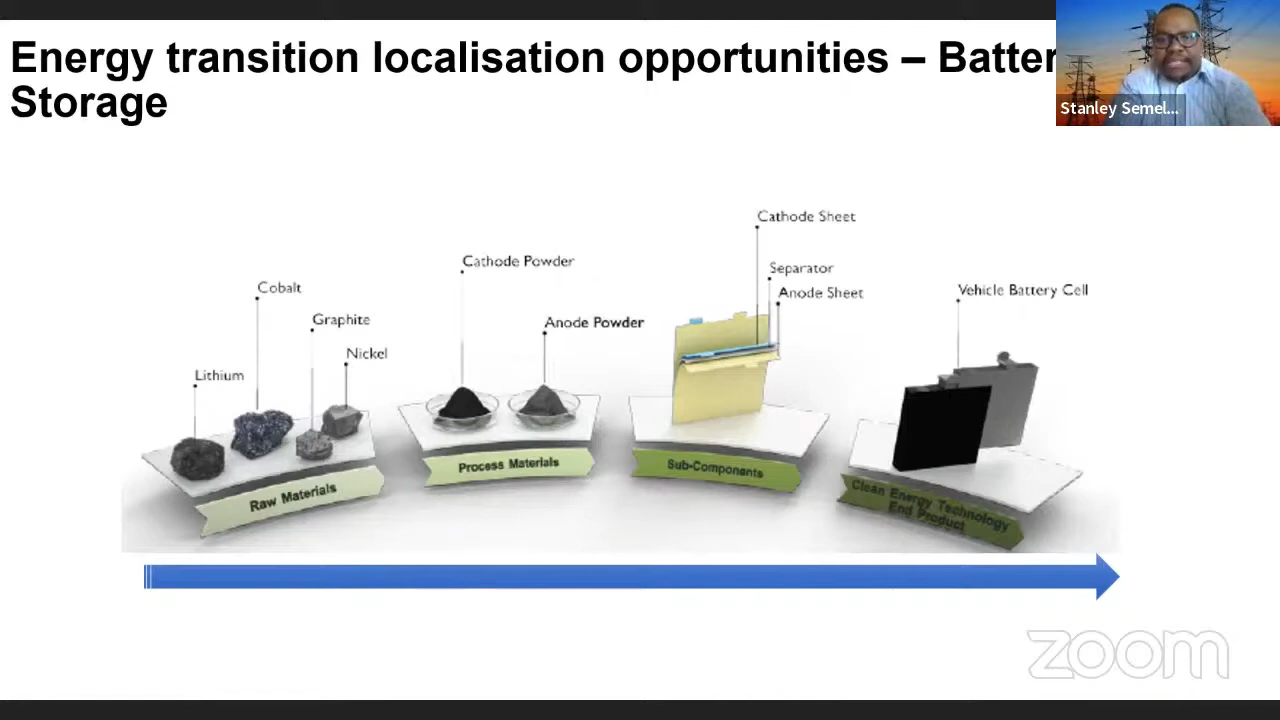 Energy transition localisation opportunities – Batter
Storage
Stanley Semel...
Cathode Sheet
Cathode Powder
Separator
Cobalt
Anode Sheet
Vehicle Battery Cell
Graphite
Anode Powder
Nickel
Lithium
Raw Materials
Process Materials
Sub-Components
Clean Energy Technology
End Product
zoom